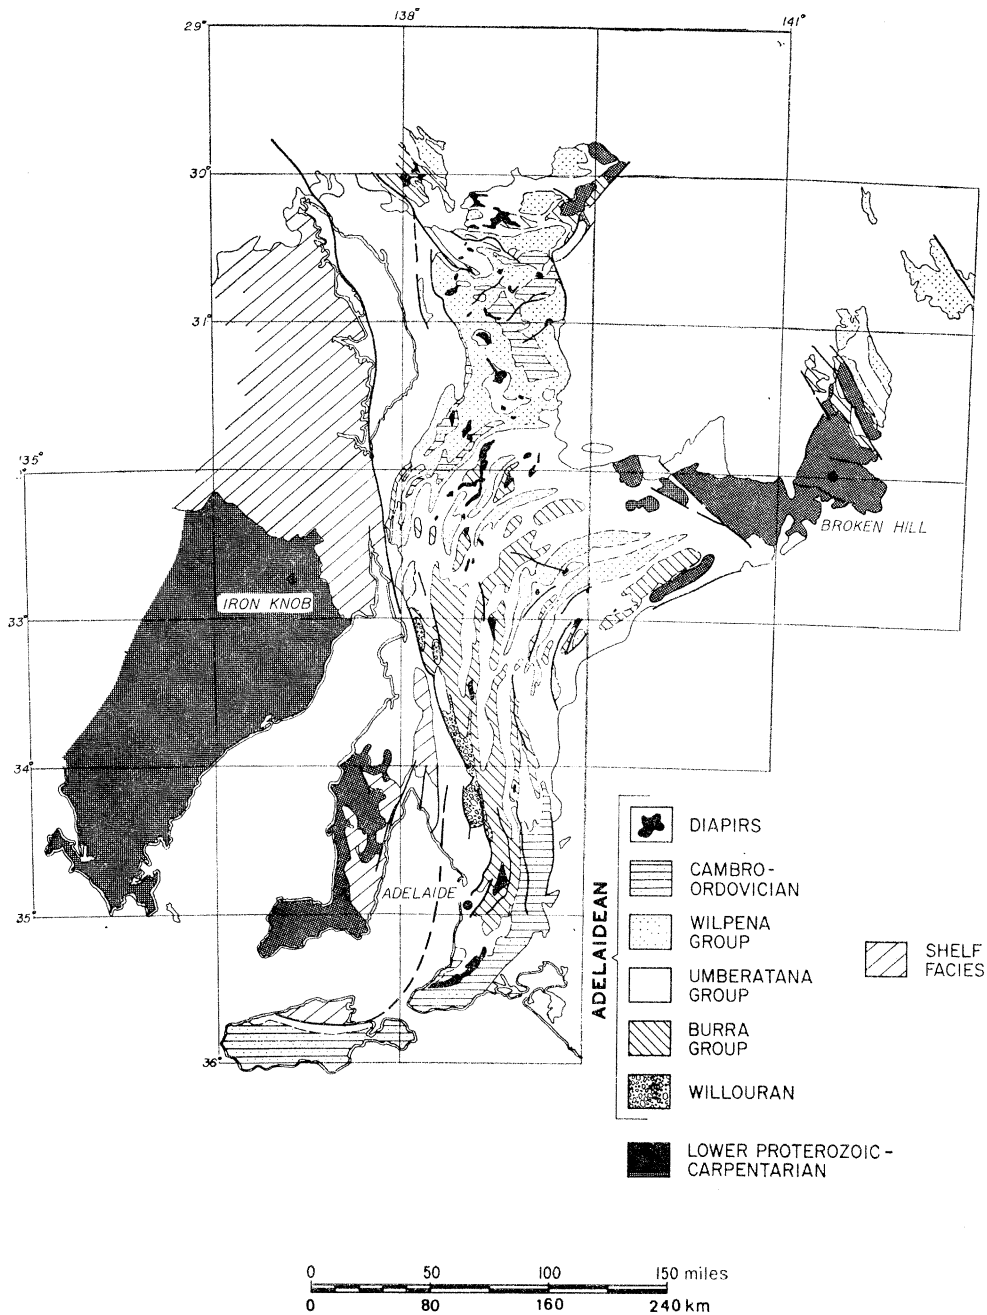 138°
141°
29°
30°
31°
35°
BROKEN HILL
IRON KNOB
33°
34°
DIAPIRS
CAMBRO-
ORDOVICIAN
ADELAIDE
35°
WILPENA
GROUP
ADELAIDEAN
SHELF
FACIES
UMBERATANA
GROUP
BURRA
GROUP
36°
WILLOURAN
LOWER PROTEROZOIC-
CARPENTARIAN
0 50 100 150 miles
0 80 160 240 km